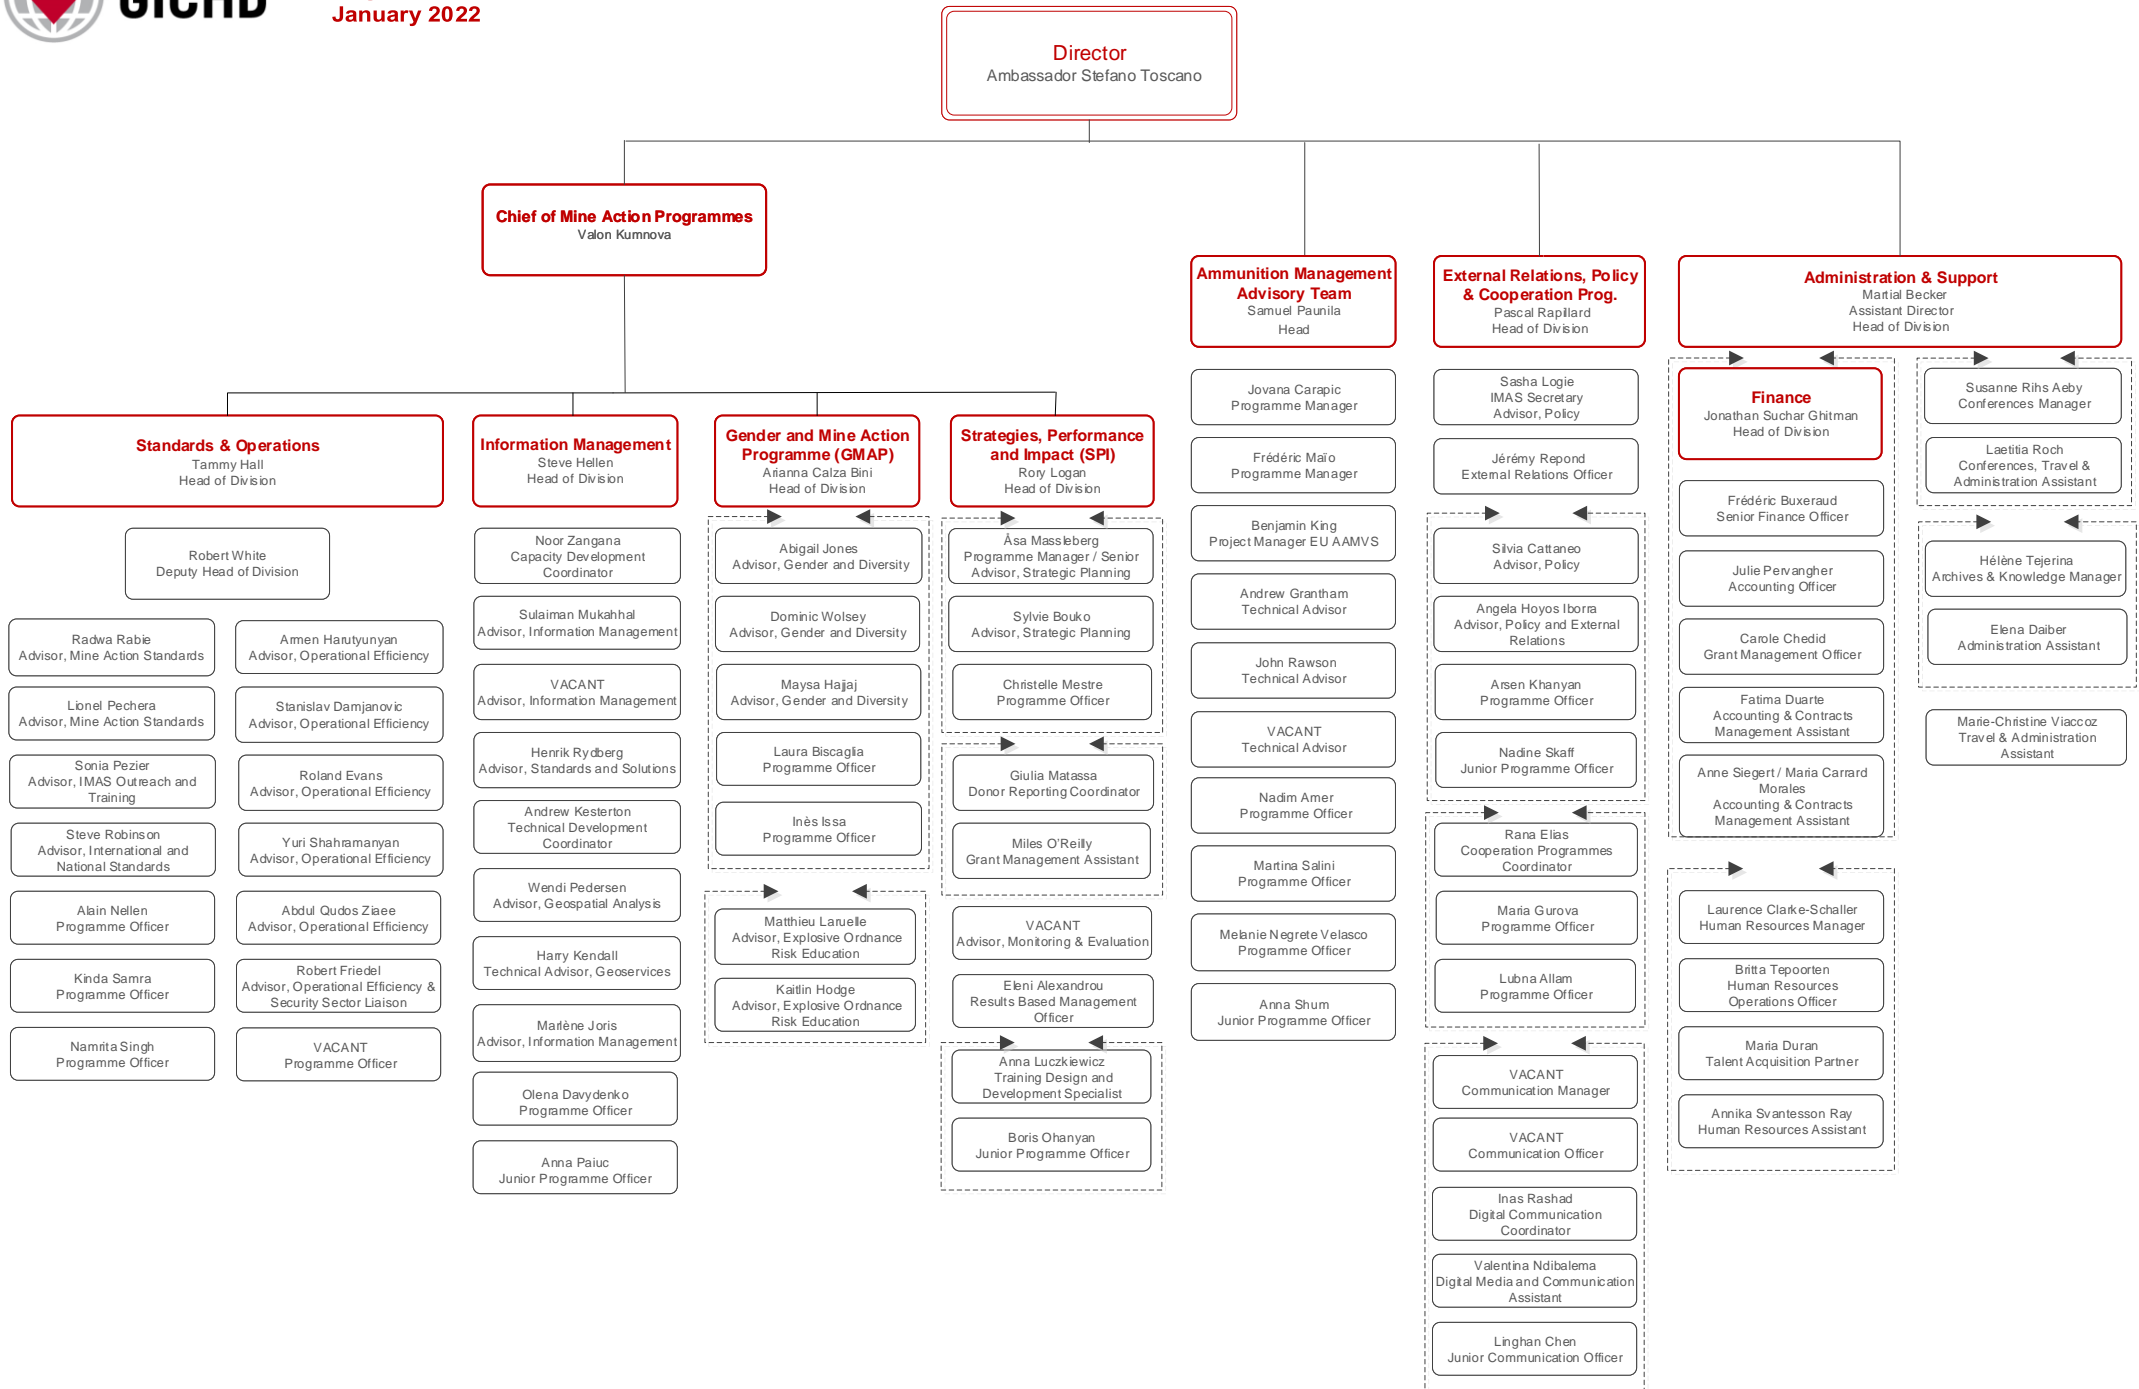 GICHD
January 2022
Director
Ambassador Stefano Toscano
Chief of Mine Action Programmes
Valon Kumnova
Ammunition Management
Advisory Team
Samuel Paunila
Head
External Relations, Policy
& Cooperation Prog.
Pascal Rapillard
Head of Division
Administration & Support
Martial Becker
Assistant Director
Head of Division
Standards & Operations
Tammy Hall
Head of Division
Robert White
Deputy Head of Division
Radwa Rabie
Advisor, Mine Action Standards
Lionel Pechera
Advisor, Mine Action Standards
Sonia Pezier
Advisor, IMAS Outreach and
Training
Steve Robinson
Advisor, International and
National Standards
Alain Nellen
Programme Officer
Kinda Samra
Programme Officer
Namrita Singh
Programme Officer
Armen Harutyunyan
Advisor, Operational Efficiency
Stanislav Damjanovic
Advisor, Operational Efficiency
Roland Evans
Advisor, Operational Efficiency
Yuri Shahramanyan
Advisor, Operational Efficiency
Abdul Qudos Ziaee
Advisor, Operational Efficiency
Robert Friedel
Advisor, Operational Efficiency &
Security Sector Liaison
VACANT
Programme Officer
Information Management
Steve Hellen
Head of Division
Noor Zangana
Capacity Development
Coordinator
Sulaiman Mukahhal
Advisor, Information Management
VACANT
Advisor, Information Management
Henrik Rydberg
Advisor, Standards and Solutions
Andrew Kesterton
Technical Development
Coordinator
Wendi Pedersen
Advisor, Geospatial Analysis
Harry Kendall
Technical Advisor, Geoservices
Marlène Joris
Advisor, Information Management
Olena Davydenko
Programme Officer
Anna Paiuc
Junior Programme Officer
Gender and Mine Action
Programme (GMAP)
Arianna Calza Bini
Head of Division
Abigail Jones
Advisor, Gender and Diversity
Dominic Wolsey
Advisor, Gender and Diversity
Maysa Hajjaj
Advisor, Gender and Diversity
Laura Biscaglia
Programme Officer
Inès Issa
Programme Officer
Matthieu Laruelle
Advisor, Explosive Ordnance
Risk Education
Kaitlin Hodge
Advisor, Explosive Ordnance
Risk Education
Strategies, Performance
and Impact (SPI)
Rory Logan
Head of Division
Åsa Massleberg
Programme Manager / Senior
Advisor, Strategic Planning
Sylvie Bouko
Advisor, Strategic Planning
Christelle Mestre
Programme Officer
Giulia Matassa
Donor Reporting Coordinator
Miles O'Reilly
Grant Management Assistant
VACANT
Advisor, Monitoring & Evaluation
Eleni Alexandrou
Results Based Management
Officer
Anna Luczkiewicz
Training Design and
Development Specialist
Boris Ohanyan
Junior Programme Officer
Jovana Carapic
Programme Manager
Frédéric Maïo
Programme Manager
Benjamin King
Project Manager EU AAMVS
Andrew Grantham
Technical Advisor
John Rawson
Technical Advisor
VACANT
Technical Advisor
Nadim Amer
Programme Officer
Martina Salini
Programme Officer
Melanie Negrete Velasco
Programme Officer
Anna Shum
Junior Programme Officer
Sasha Logie
IMAS Secretary
Advisor, Policy
Jérémy Repond
External Relations Officer
Silvia Cattaneo
Advisor, Policy
Angela Hoyos Iborra
Advisor, Policy and External
Relations
Arsen Khanyan
Programme Officer
Nadine Skaff
Junior Programme Officer
Rana Elias
Cooperation Programmes
Coordinator
Maria Gurova
Programme Officer
Lubna Allam
Programme Officer
VACANT
Communication Manager
VACANT
Communication Officer
Inas Rashad
Digital Communication
Coordinator
Valentina Ndibalema
Digital Media and Communication
Assistant
Linghan Chen
Junior Communication Officer
Finance
Jonathan Suchar Ghitman
Head of Division
Frédéric Buxeraud
Senior Finance Officer
Julie Pervangher
Accounting Officer
Carole Chedid
Grant Management Officer
Fatima Duarte
Accounting & Contracts
Management Assistant
Anne Siegert / Maria Carrard
Morales
Accounting & Contracts
Management Assistant
Laurence Clarke-Schaller
Human Resources Manager
Britta Tepoorten
Human Resources
Operations Officer
Maria Duran
Talent Acquisition Partner
Annika Svantesson Ray
Human Resources Assistant
Susanne Rihs Aeby
Conferences Manager
Laetitia Roch
Conferences, Travel &
Administration Assistant
Hélène Tejerina
Archives & Knowledge Manager
Elena Daiber
Administration Assistant
Marie-Christine Viaccoz
Travel & Administration
Assistant